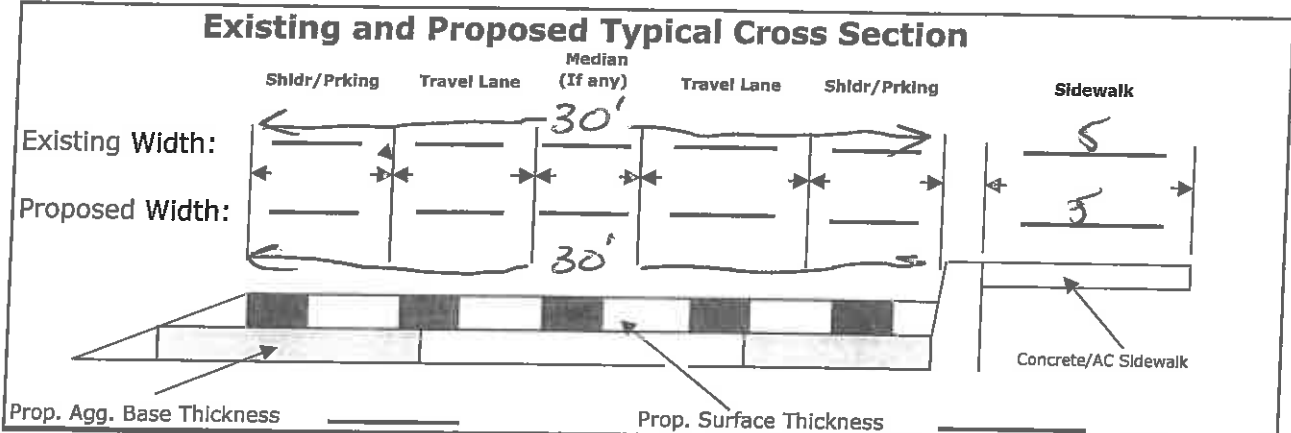 Existing and Proposed Typical Cross Section
Shldr/Prking Travel Lane Median (If any) Travel Lane Shldr/Prking Sidewalk
30'
Existing Width: 5
Proposed Width: 5
30'
Concrete/AC Sidewalk
Prop. Agg. Base Thickness Prop. Surface Thickness